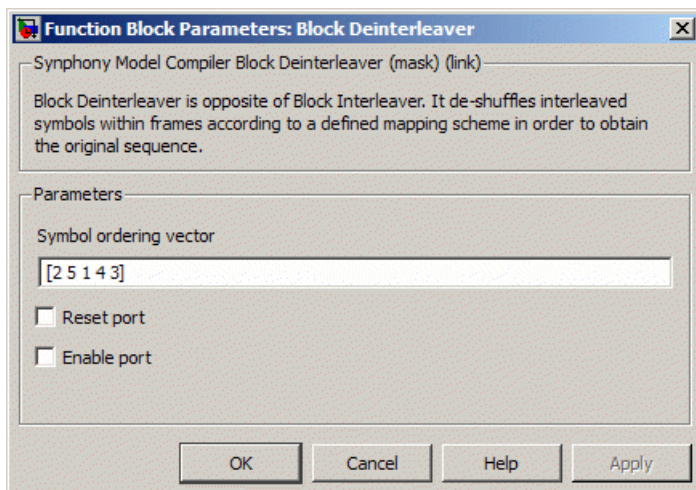 Function Block Parameters: Block Deinterleaver
Synphony Model Compiler Block Deinterleaver (mask) (link)
Block Deinterleaver is opposite of Block Interleaver. It de-shuffles interleaved
symbols within frames according to a defined mapping scheme in order to obtain
the original sequence.
Parameters
Symbol ordering vector
[2 5 1 4 3]
Reset port
Enable port
OK Cancel Help Apply